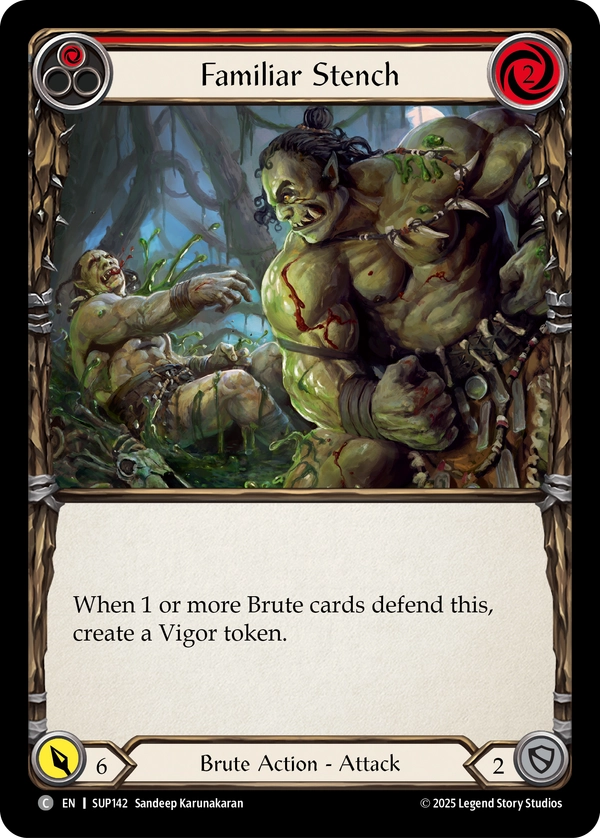 Familiar Stench
2
When 1 or more Brute cards defend this,
create a Vigor token.
6
Brute Action - Attack
2
C EN SUP142 Sandeep Karunakaran
© 2025 Legend Story Studios